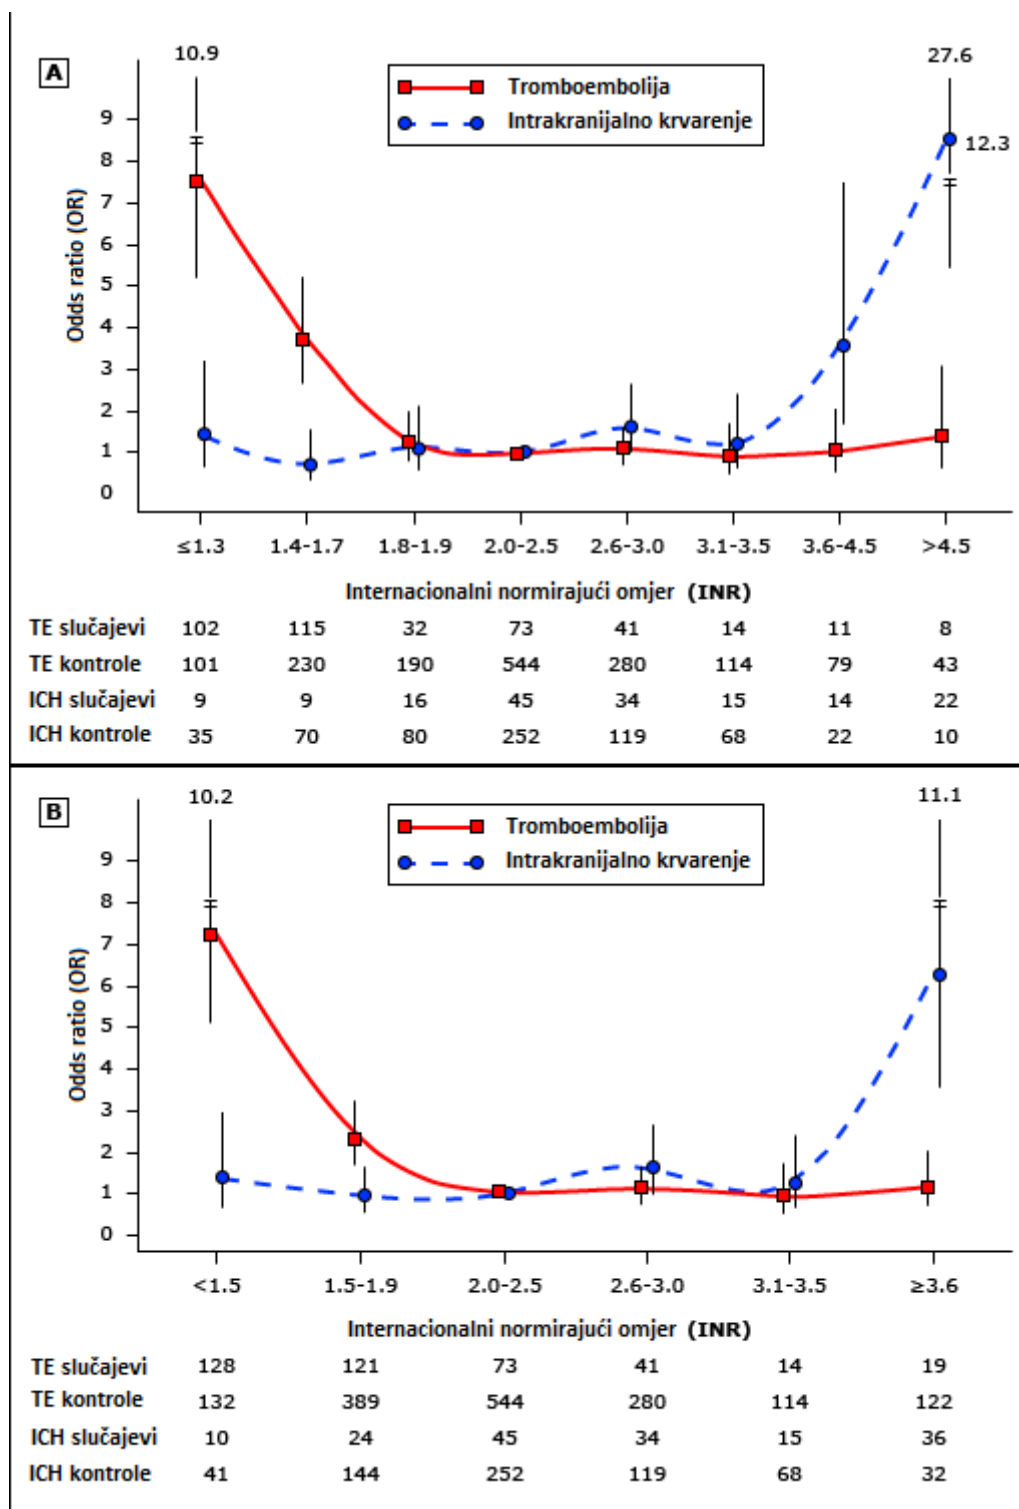 A
10.9
27.6
Tromboembolija
Intrakranijalno krvarenje
12.3
Odds ratio (OR)
9
8
7
6
5
4
3
2
1
0
≤1.3 1.4-1.7 1.8-1.9 2.0-2.5 2.6-3.0 3.1-3.5 3.6-4.5 >4.5
Internacionalni normirajući omjer (INR)
TE slučajevi 102 115 32 73 41 14 11 8
TE kontrole 101 230 190 544 280 114 79 43
ICH slučajevi 9 9 16 45 34 15 14 22
ICH kontrole 35 70 80 252 119 68 22 10
B
10.2
11.1
Tromboembolija
Intrakranijalno krvarenje
Odds ratio (OR)
9
8
7
6
5
4
3
2
1
0
<1.5 1.5-1.9 2.0-2.5 2.6-3.0 3.1-3.5 ≥3.6
Internacionalni normirajući omjer (INR)
TE slučajevi 128 121 73 41 14 19
TE kontrole 132 389 544 280 114 122
ICH slučajevi 10 24 45 34 15 36
ICH kontrole 41 144 252 119 68 32